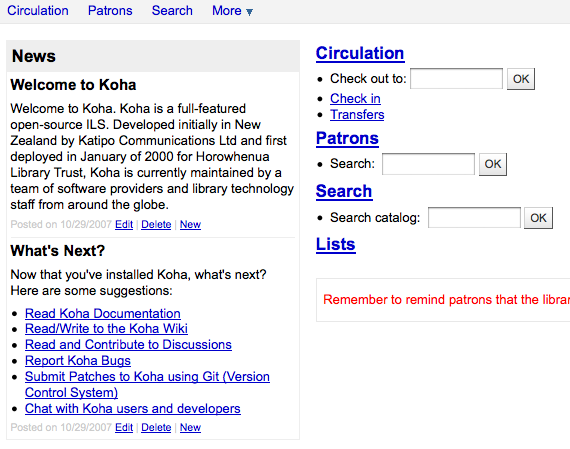 Circulation Patrons Search More
News
Welcome to Koha
Welcome to Koha. Koha is a full-featured
open-source ILS. Developed initially in New
Zealand by Katipo Communications Ltd and first
deployed in January of 2000 for Horowhenua
Library Trust, Koha is currently maintained by a
team of software providers and library technology
staff from around the globe.
Posted on 10/29/2007 Edit | Delete | New
What's Next?
Now that you've installed Koha, what's next?
Here are some suggestions:
Read Koha Documentation
Read/Write to the Koha Wiki
Read and Contribute to Discussions
Report Koha Bugs
Submit Patches to Koha using Git (Version
Control System)
Chat with Koha users and developers
Posted on 10/29/2007 Edit | Delete | New
Circulation
Check out to: OK
Check in
Transfers
Patrons
Search: OK
Search
Search catalog: OK
Lists
Remember to remind patrons that the